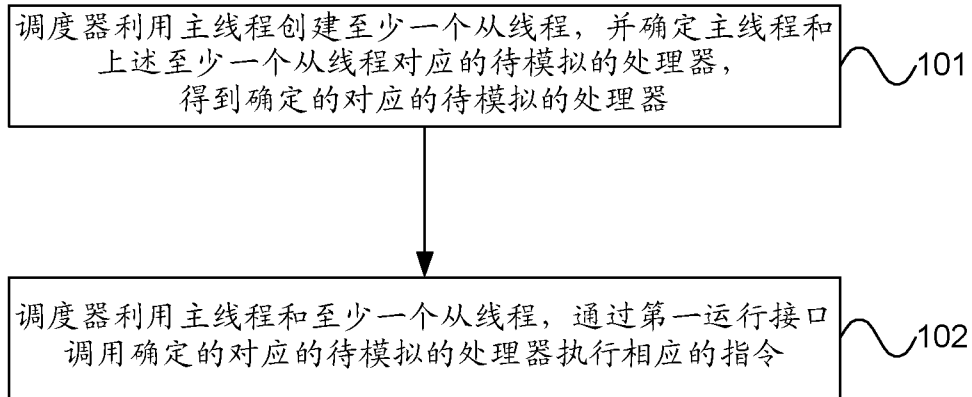 调度器利用主线程创建至少一个从线程，并确定主线程和
上述至少一个从线程对应的待模拟的处理器，
得到确定的对应的待模拟的处理器
101
调度器利用主线程和至少一个从线程，通过第一运行接口
调用确定的对应的待模拟的处理器执行相应的指令
102